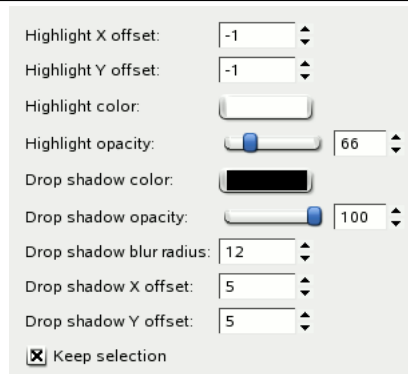 Highlight X offset: -1
Highlight Y offset: -1
Highlight color:
Highlight opacity: 66
Drop shadow color:
Drop shadow opacity: 100
Drop shadow blur radius: 12
Drop shadow X offset: 5
Drop shadow Y offset: 5
Keep selection